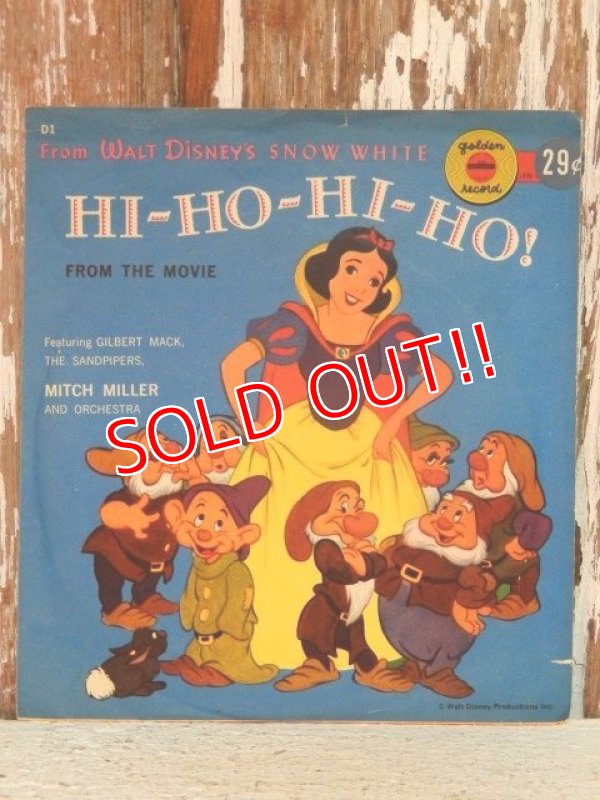 D1
From WALT DISNEY'S SNOW WHITE
golden record
29¢
HI-HO-HI-HO!
FROM THE MOVIE
Featuring GILBERT MACK,
THE SANDPIPERS,
MITCH MILLER
AND ORCHESTRA
SOLD OUT!!
© Walt Disney Productions Inc.